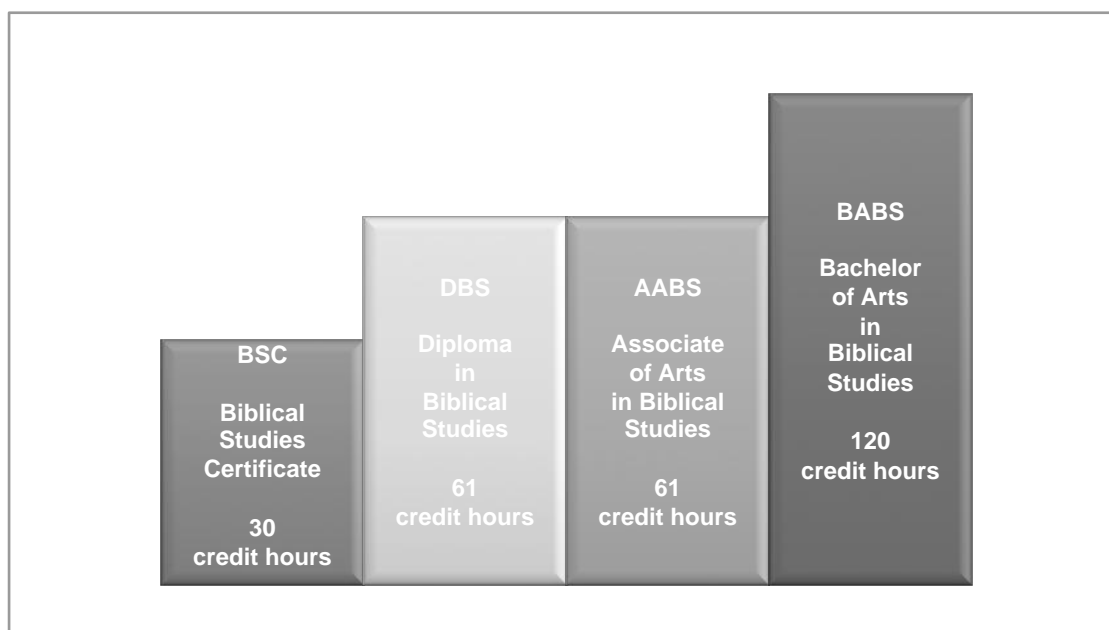 BSC
Biblical
Studies
Certificate
30
credit hours
DBS
Diploma
in
Biblical
Studies
61
credit hours
AABS
Associate
of Arts
in Biblical
Studies
61
credit hours
BABS
Bachelor
of Arts
in
Biblical
Studies
120
credit hours